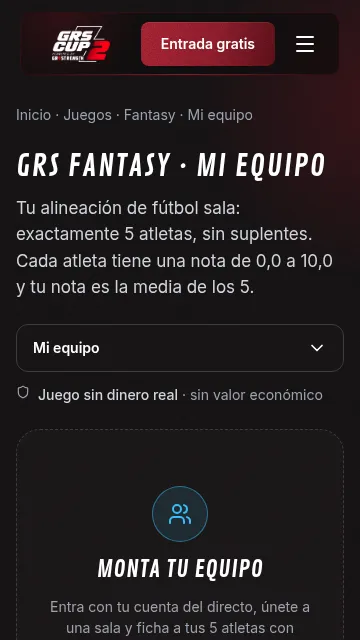 GRS
CUP 2
GRSTRENGTH
Entrada gratis
Inicio · Juegos · Fantasy · Mi equipo
GRS FANTASY · MI EQUIPO
Tu alineación de fútbol sala:
exactamente 5 atletas, sin suplentes.
Cada atleta tiene una nota de 0,0 a 10,0
y tu nota es la media de los 5.
Mi equipo
Juego sin dinero real · sin valor económico
MONTA TU EQUIPO
Entra con tu cuenta del directo, únete a
una sala y ficha a tus 5 atletas con